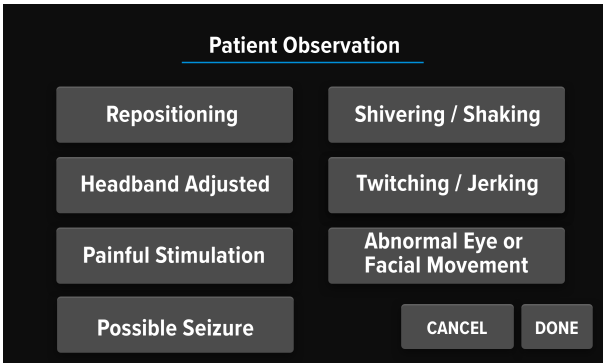 Patient Observation
Repositioning
Shivering / Shaking
Headband Adjusted
Twitching / Jerking
Painful Stimulation
Abnormal Eye or
Facial Movement
Possible Seizure
CANCEL
DONE